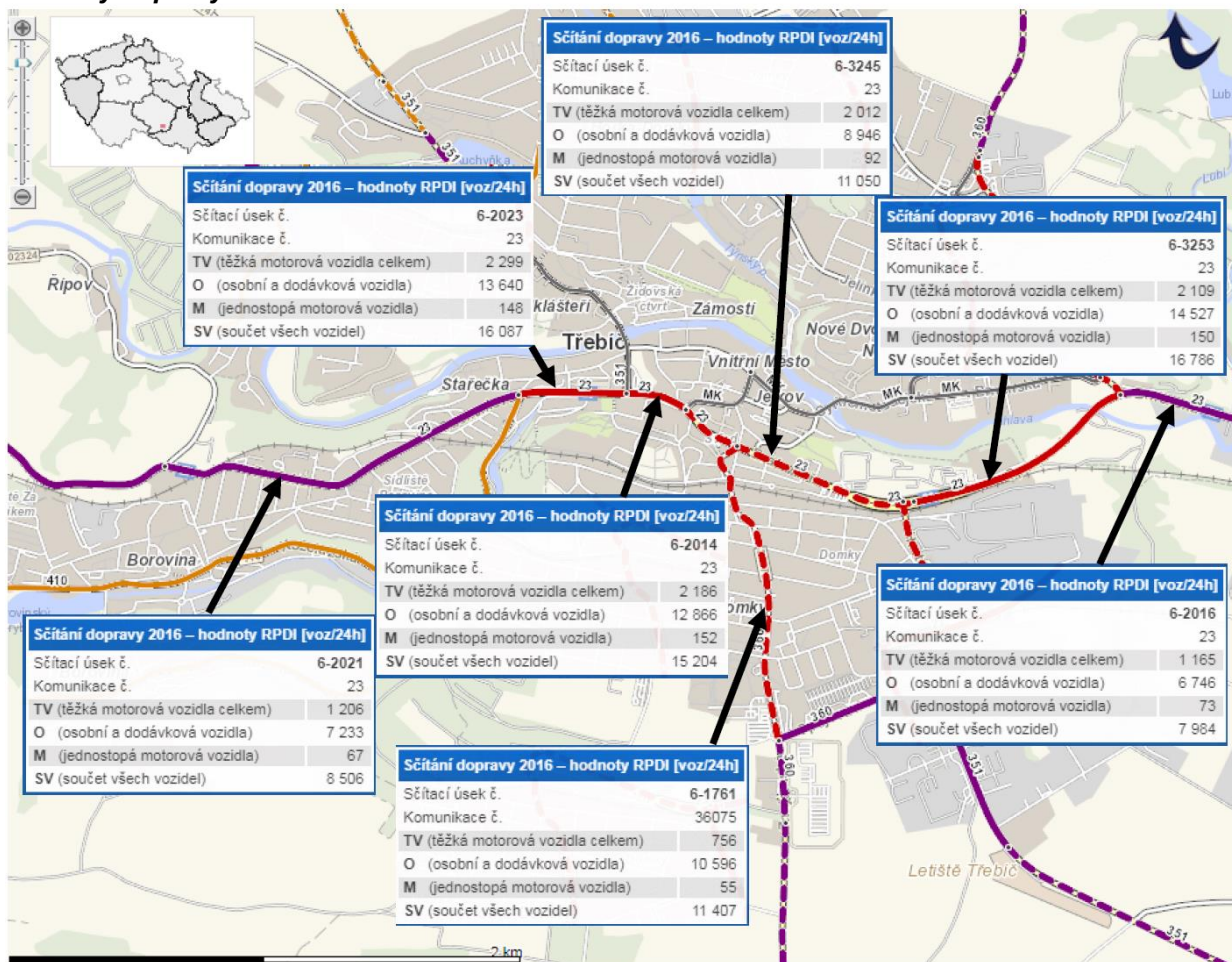 351
351
360
Sčítání dopravy 2016 – hodnoty RPDI [voz/24h]
Sčítací úsek č. 6-3245
Komunikace č. 23
TV (těžká motorová vozidla celkem) 2 012
O (osobní a dodávková vozidla) 8 946
M (jednostopá motorová vozidla) 92
SV (součet všech vozidel) 11 050
Sčítání dopravy 2016 – hodnoty RPDI [voz/24h]
Sčítací úsek č. 6-2023
Komunikace č. 23
TV (těžká motorová vozidla celkem) 2 299
O (osobní a dodávková vozidla) 13 640
M (jednostopá motorová vozidla) 148
SV (součet všech vozidel) 16 087
Sčítání dopravy 2016 – hodnoty RPDI [voz/24h]
Sčítací úsek č. 6-3253
Komunikace č. 23
TV (těžká motorová vozidla celkem) 2 109
O (osobní a dodávková vozidla) 14 527
M (jednostopá motorová vozidla) 150
SV (součet všech vozidel) 16 786
02324
Řípov
klášteří
Židovská
čtvrť
Zámostí
Týnský p.
Nové Dv
Třebíč
Vnitřní Město
Jejkov
Stařečka
23
351
23
MK
MK
MK
23
23
23
23
23
23
Sídliště
Borovina
410
Domky
360
360
360
351
351
Letiště Třebíč
Sčítání dopravy 2016 – hodnoty RPDI [voz/24h]
Sčítací úsek č. 6-2014
Komunikace č. 23
TV (těžká motorová vozidla celkem) 2 186
O (osobní a dodávková vozidla) 12 866
M (jednostopá motorová vozidla) 152
SV (součet všech vozidel) 15 204
Sčítání dopravy 2016 – hodnoty RPDI [voz/24h]
Sčítací úsek č. 6-2016
Komunikace č. 23
TV (těžká motorová vozidla celkem) 1 165
O (osobní a dodávková vozidla) 6 746
M (jednostopá motorová vozidla) 73
SV (součet všech vozidel) 7 984
Sčítání dopravy 2016 – hodnoty RPDI [voz/24h]
Sčítací úsek č. 6-2021
Komunikace č. 23
TV (těžká motorová vozidla celkem) 1 206
O (osobní a dodávková vozidla) 7 233
M (jednostopá motorová vozidla) 67
SV (součet všech vozidel) 8 506
Sčítání dopravy 2016 – hodnoty RPDI [voz/24h]
Sčítací úsek č. 6-1761
Komunikace č. 36075
TV (těžká motorová vozidla celkem) 756
O (osobní a dodávková vozidla) 10 596
M (jednostopá motorová vozidla) 55
SV (součet všech vozidel) 11 407
2 km